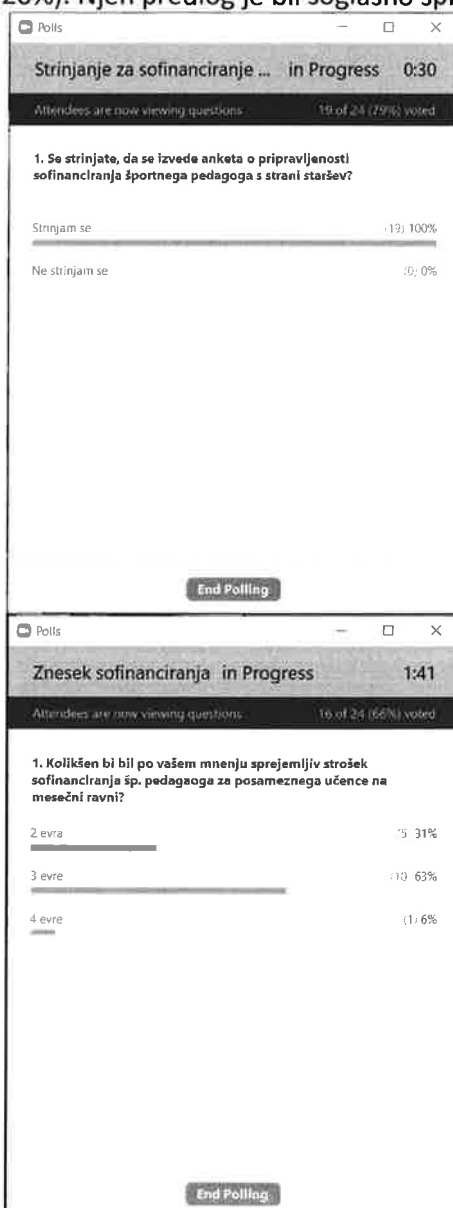 20%). Njen predlog je bil soglasno spr
Polls
Strinjanje za sofinanciranje ... in Progress 0:30
Attendees are now viewing questions 19 of 24 (79%) voted
1. Se strinjate, da se izvede anketa o pripravljenosti
sofinanciranja športnega pedagoga s strani staršev?
Strinjam se (19) 100%
Ne strinjam se (0) 0%
End Polling
Polls
Znesek sofinanciranja in Progress 1:41
Attendees are now viewing questions 16 of 24 (66%) voted
1. Kolikšen bi bil po vašem mnenju sprejemljiv strošek
sofinanciranja šp. pedagaoga za posameznega učence na
mesečni ravni?
2 evra (5) 31%
3 evre (10) 63%
4 evre (1) 6%
End Polling